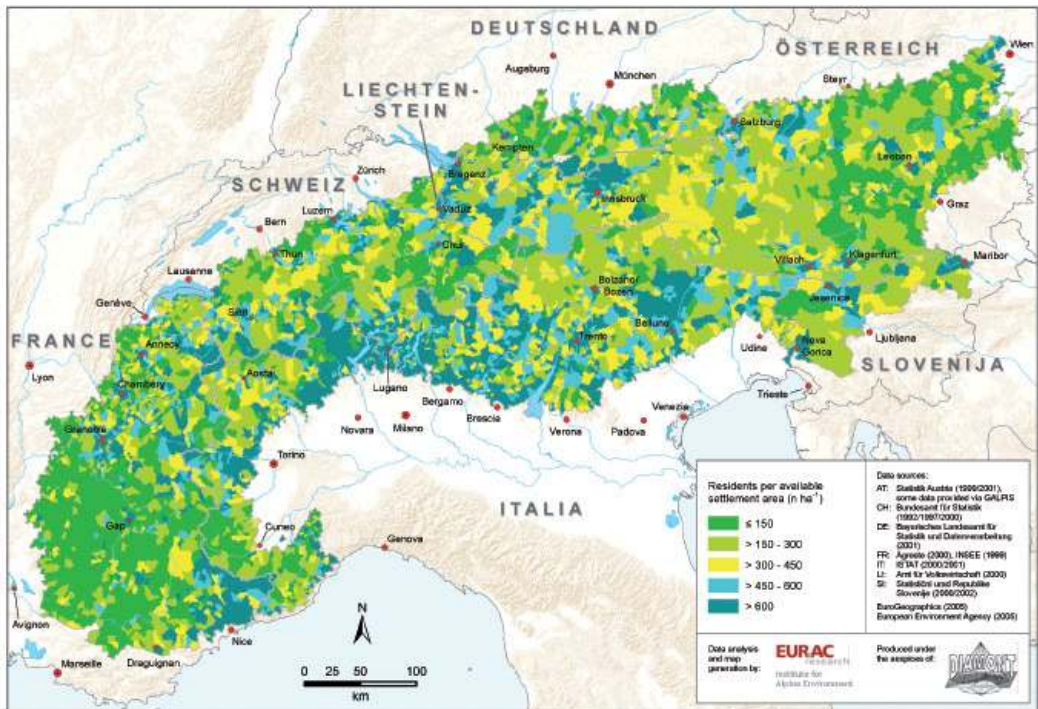 DEUTSCHLAND
ÖSTERREICH
Wien
Augsburg
München
Steyr
LIECHTEN-
STEIN
Salzburg
Kempten
Leoben
Bregenz
Zürich
Innsbruck
SCHWEIZ
Vaduz
Graz
Luzern
Bern
Chur
Thun
Villach
Klagenfurt
Maribor
Lausanne
Bolzano/
Bozen
Jesenice
Genève
Sion
Belluno
FRANCE
Trento
Udine
Nova
Gorica
Ljubljana
Annecy
Aosta
SLOVENIJA
Lyon
Chambéry
Lugano
Bergamo
Trieste
Brescia
Venezia
Grenoble
Novara
Milano
Verona
Padova
Torino
ITALIA
Gap
Cuneo
Genova
Avignon
Nice
Marseille
Draguignan
N
0 25 50 100
km
Residents per available
settlement area (n ha⁻¹)
≤ 150
> 150 - 300
> 300 - 450
> 450 - 600
> 600
Data sources:
AT: Statistik Austria (1999/2001),
some data provided via GALPIS
CH: Bundesamt für Statistik
(1992/1997/2000)
DE: Bayerisches Landesamt für
Statistik und Datenverarbeitung
(2001)
FR: Agreste (2000), INSEE (1999)
IT: ISTAT (2000/2001)
LI: Amt für Volkswirtschaft (2000)
SI: Statistični urad Republike
Slovenije (2000/2002)
EuroGeographics (2005)
European Environment Agency (2005)
Data analysis
and map
generation by:
EURAC
research
Institute for
Alpine Environment
Produced under
the auspices of:
DIAMONT